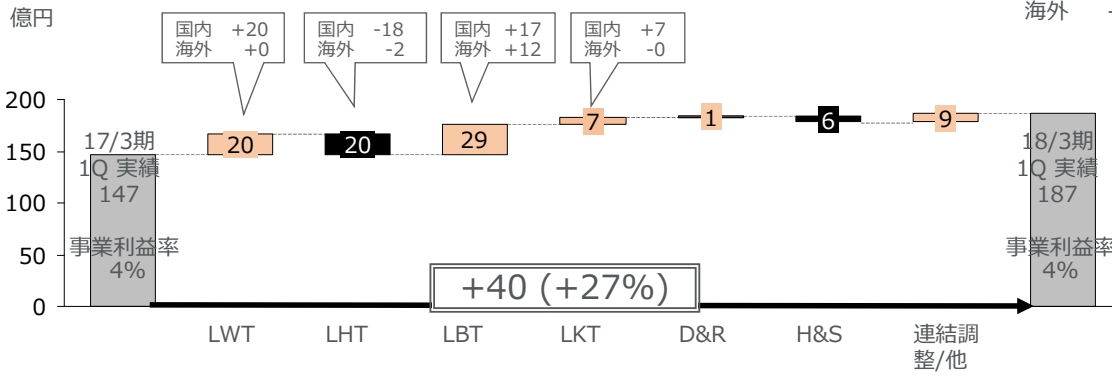 億円
海外
国内 +20
海外 +0
国内 -18
海外 -2
国内 +17
海外 +12
国内 +7
海外 -0
200
150
100
50
0
17/3期
1Q 実績
147
事業利益率
4%
20
20
29
7
1
6
9
18/3期
1Q 実績
187
事業利益率
4%
+40 (+27%)
LWT
LHT
LBT
LKT
D&R
H&S
連結調
整/他